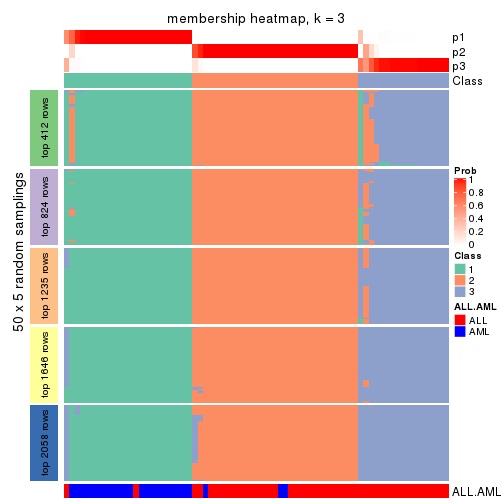 membership heatmap, k = 3
p1
p2
p3
Class
50 x 5 random samplings
top 412 rows
top 824 rows
top 1235 rows
top 1646 rows
top 2058 rows
Prob
1
0.8
0.6
0.4
0.2
0
Class
1
2
3
ALL.AML
ALL
AML
ALL.AML